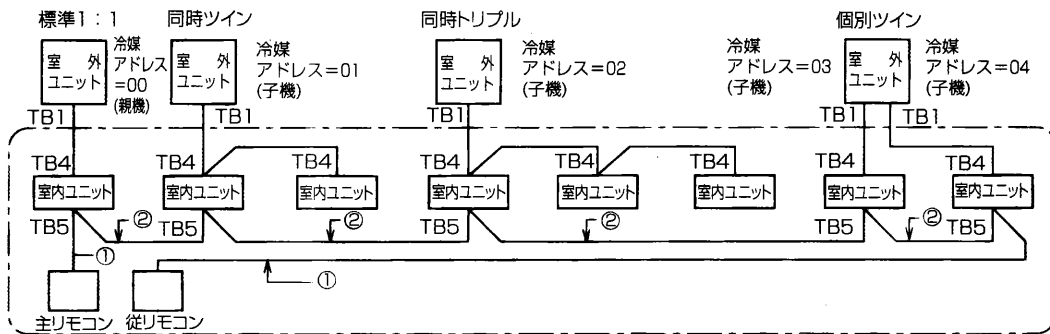 標準1：1
同時ツイン
同時トリプル
個別ツイン
室 外
ユニット
冷媒
アドレス
=00
(親機)
室 外
ユニット
冷媒
アドレス=01
(子機)
室 外
ユニット
冷媒
アドレス=02
(子機)
冷媒
アドレス=03
(子機)
室 外
ユニット
冷媒
アドレス=04
(子機)
TB1
TB1
TB1
TB1
TB1
TB4
TB4
TB4
TB4
TB4
TB4
TB4
室内ユニット
室内ユニット
室内ユニット
室内ユニット
室内ユニット
室内ユニット
室内ユニット
室内ユニット
TB5
TB5
TB5
TB5
TB5
②
②
②
②
①
①
主リモコン
従リモコン